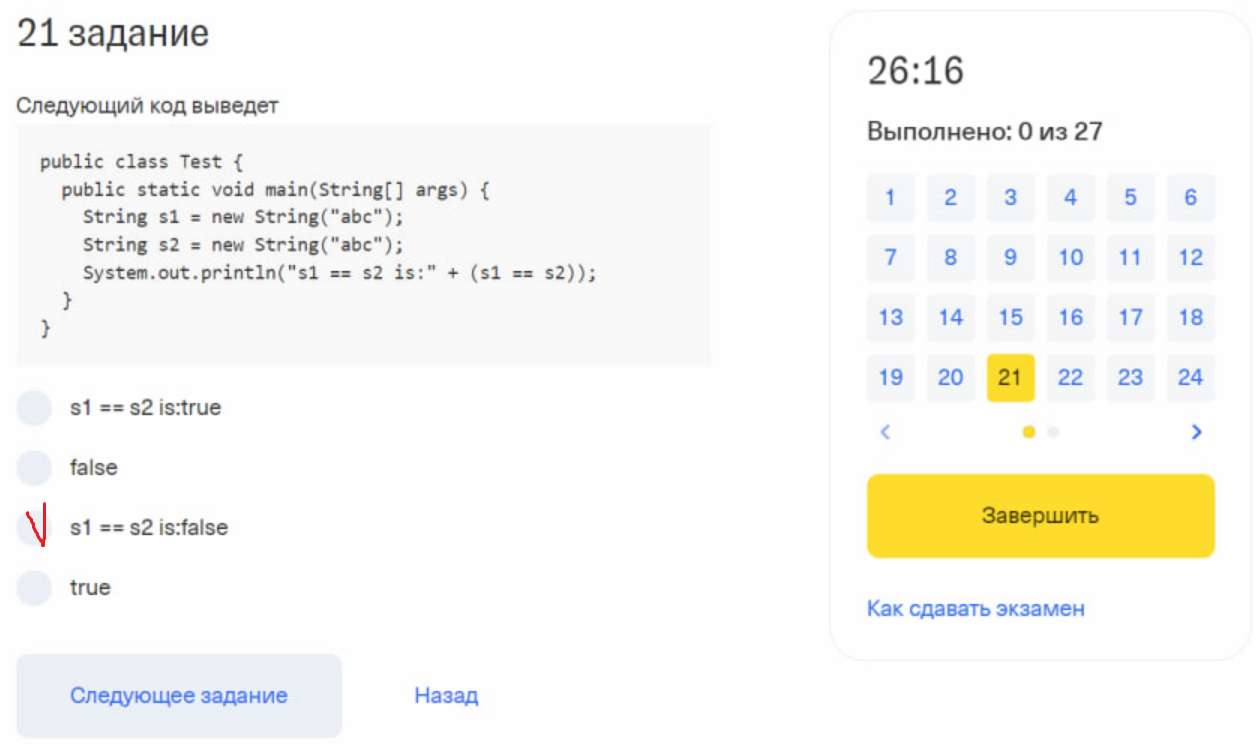 21 задание
Следующий код выведет
public class Test {
  public static void main(String[] args) {
    String s1 = new String("abc");
    String s2 = new String("abc");
    System.out.println("s1 == s2 is:" + (s1 == s2));
  }
}
s1 == s2 is:true
false
s1 == s2 is:false
true
Следующее задание
Назад
26:16
Выполнено: 0 из 27
1 2 3 4 5 6
7 8 9 10 11 12
13 14 15 16 17 18
19 20 21 22 23 24
Завершить
Как сдавать экзамен